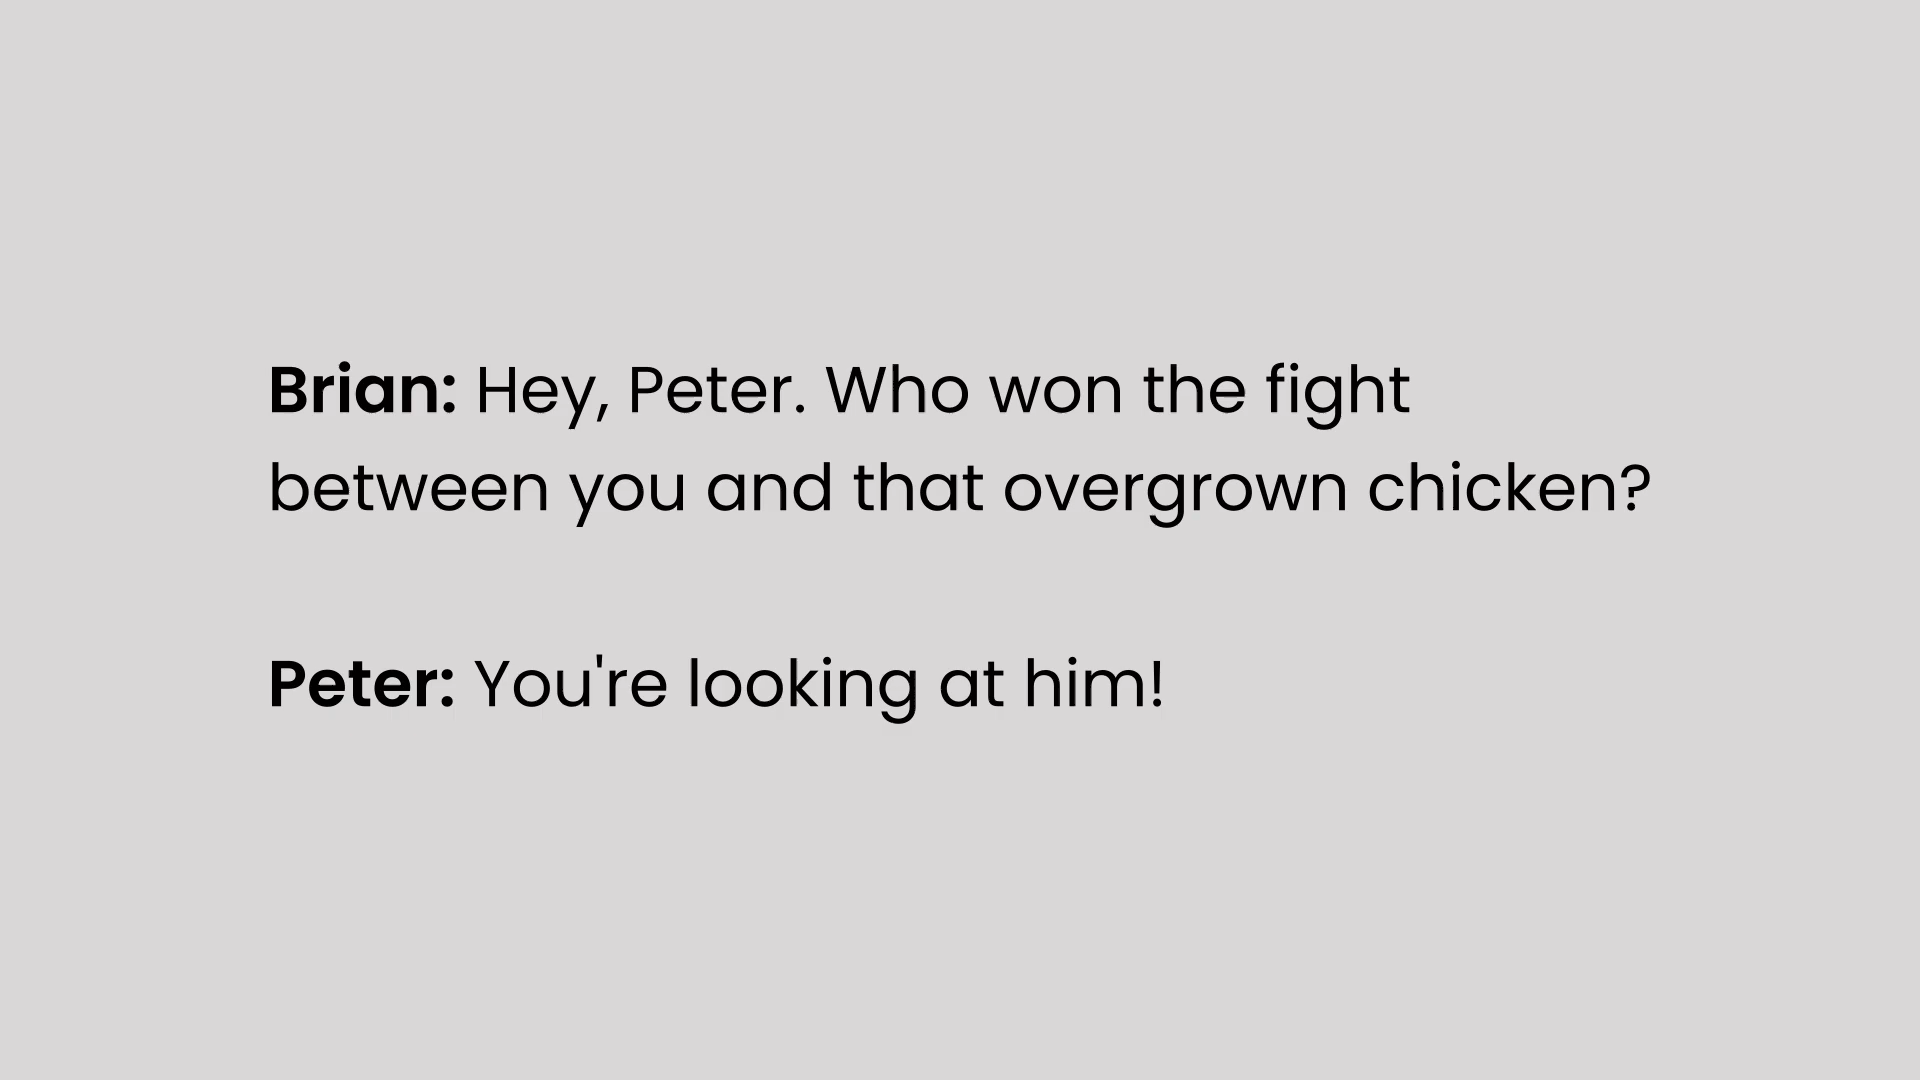 Brian: Hey, Peter. Who won the fight
between you and that overgrown chicken?
Peter: You're looking at him!